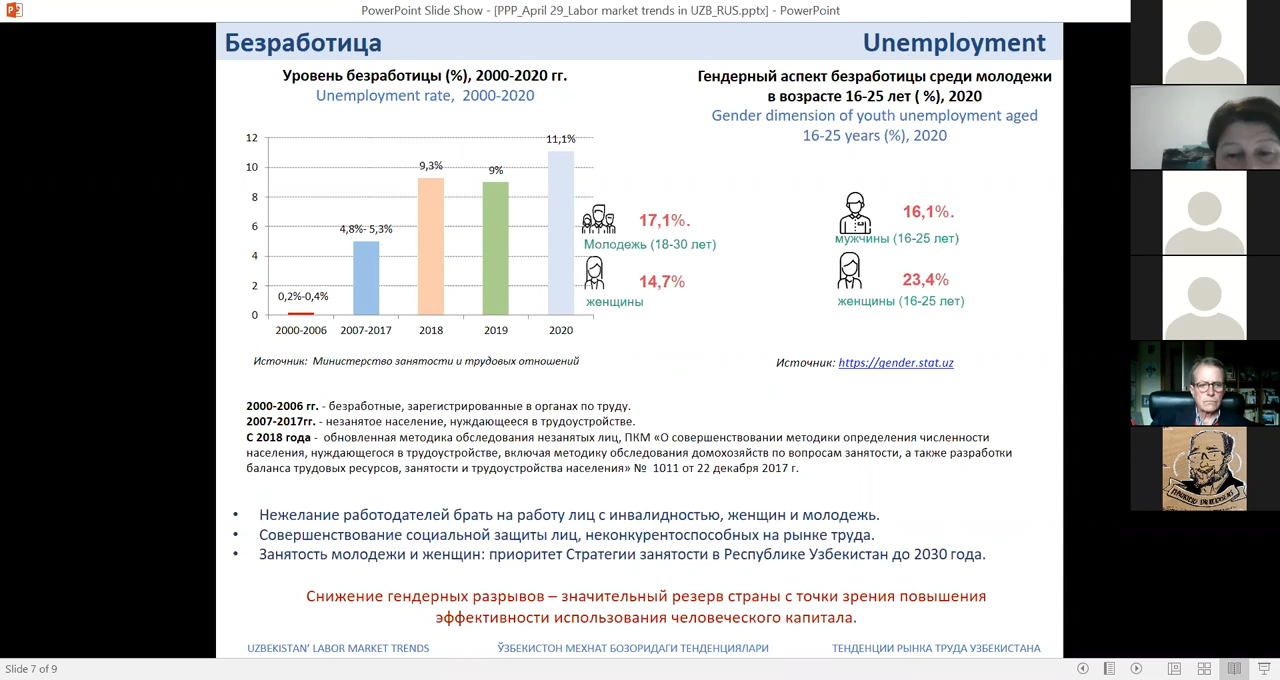 PowerPoint Slide Show - [PPP_April 29_Labor market trends in UZB_RUS.pptx] - PowerPoint
Безработица
Unemployment
Уровень безработицы (%), 2000-2020 гг.
Unemployment rate, 2000-2020
12
10
8
6
4
2
0
0,2%-0,4%
4,8%- 5,3%
9,3%
9%
11,1%
2000-2006
2007-2017
2018
2019
2020
17,1%.
Молодежь (18-30 лет)
14,7%
женщины
Источник: Министерство занятости и трудовых отношений
Гендерный аспект безработицы среди молодежи
в возрасте 16-25 лет ( %), 2020
Gender dimension of youth unemployment aged
16-25 years (%), 2020
16,1%.
мужчины (16-25 лет)
23,4%
женщины (16-25 лет)
Источник: https://gender.stat.uz
2000-2006 гг. - безработные, зарегистрированные в органах по труду.
2007-2017гг. - незанятое население, нуждающееся в трудоустройстве.
С 2018 года - обновленная методика обследования незанятых лиц, ПКМ «О совершенствовании методики определения численности
населения, нуждающегося в трудоустройстве, включая методику обследования домохозяйств по вопросам занятости, а также разработки
баланса трудовых ресурсов, занятости и трудоустройства населения» № 1011 от 22 декабря 2017 г.
• Нежелание работодателей брать на работу лиц с инвалидностью, женщин и молодежь.
• Совершенствование социальной защиты лиц, неконкурентоспособных на рынке труда.
• Занятость молодежи и женщин: приоритет Стратегии занятости в Республике Узбекистан до 2030 года.
Снижение гендерных разрывов – значительный резерв страны с точки зрения повышения
эффективности использования человеческого капитала.
UZBEKISTAN' LABOR MARKET TRENDS
ЎЗБЕКИСТОН МЕХНАТ БОЗОРИДАГИ ТЕНДЕНЦИЯЛАРИ
ТЕНДЕНЦИИ РЫНКА ТРУДА УЗБЕКИСТАНА
Slide 7 of 9